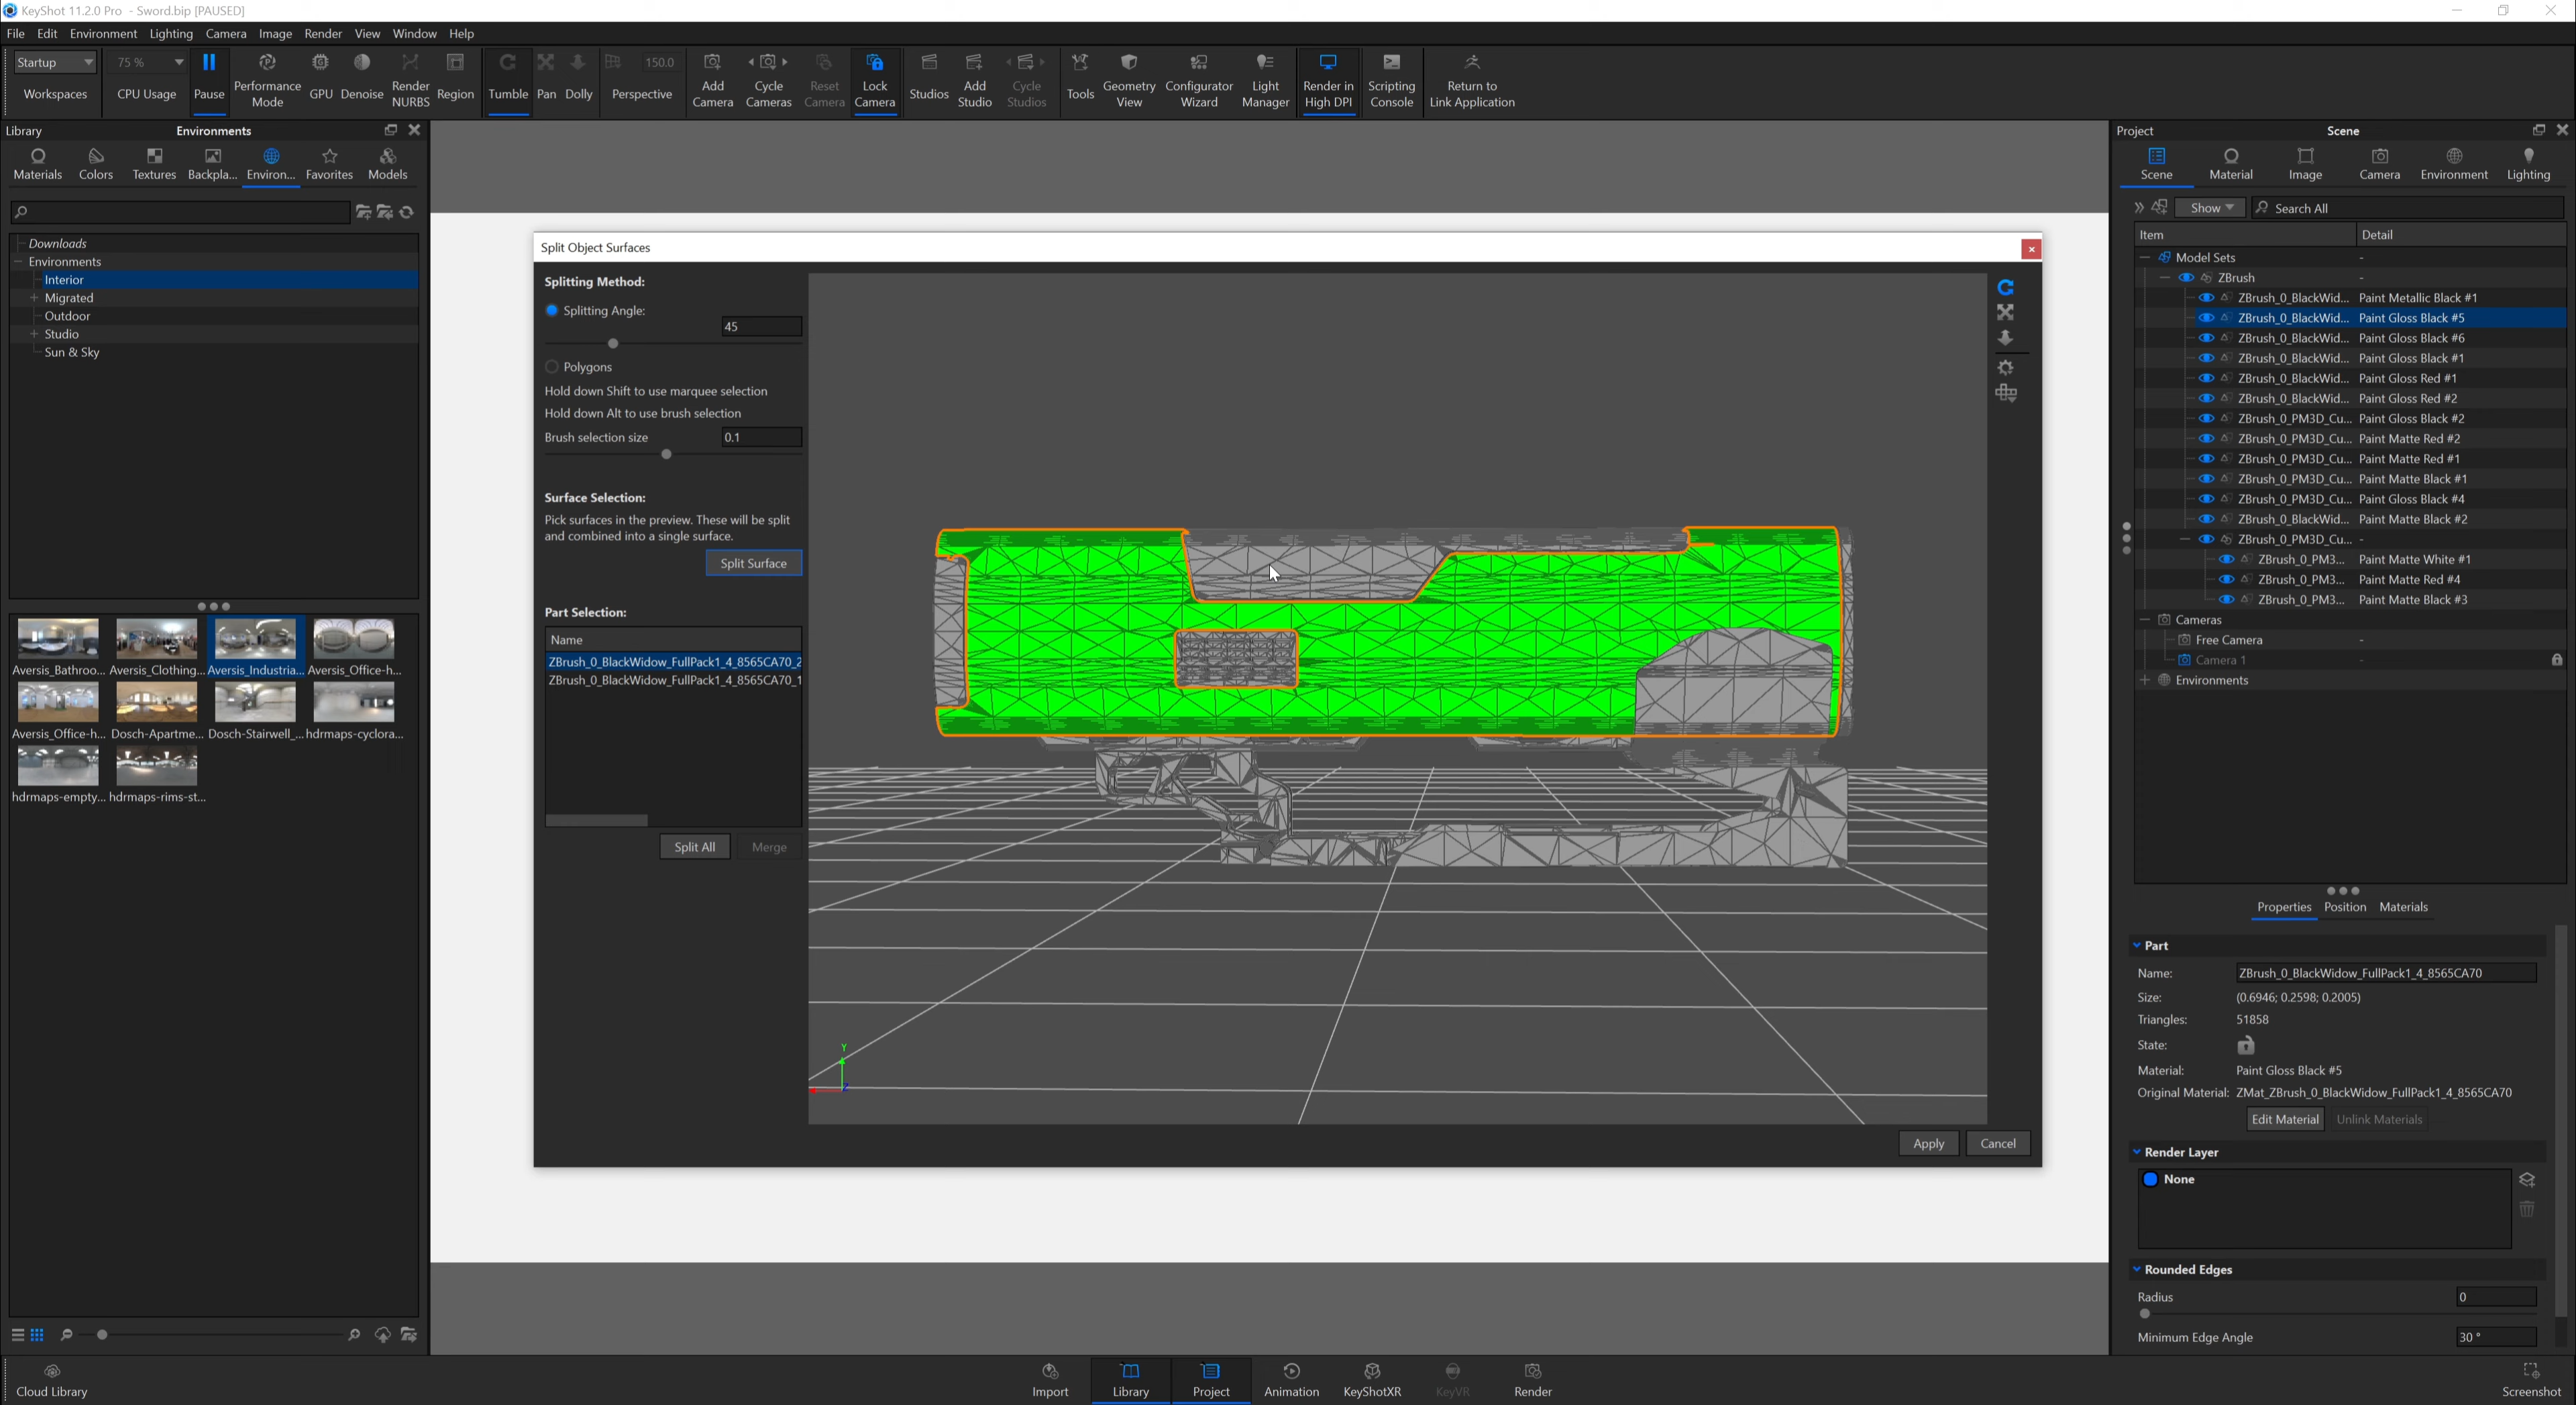 KeyShot 11.2.0 Pro - Sword.bip [PAUSED]
File Edit Environment Lighting Camera Image Render View Window Help
Startup
Workspaces
75 %
CPU Usage
Pause
Performance Mode
GPU
Denoise
Render NURBS
Region
Tumble
Pan
Dolly
150.0
Perspective
Add Camera
Cycle Cameras
Reset Camera
Lock Camera
Studios
Add Studio
Cycle Studios
Tools
Geometry View
Configurator Wizard
Light Manager
Render in High DPI
Scripting Console
Return to Link Application
Library
Environments
Materials Colors Textures Backpla... Environ... Favorites Models
Downloads
Environments
Interior
Migrated
Outdoor
Studio
Sun & Sky
Aversis_Bathroo... Aversis_Clothing... Aversis_Industria... Aversis_Office-h...
Aversis_Office-h... Dosch-Apartme... Dosch-Stairwell_... hdrmaps-cyclora...
hdrmaps-empty... hdrmaps-rims-st...
Split Object Surfaces
Splitting Method:
Splitting Angle:
45
Polygons
Hold down Shift to use marquee selection
Hold down Alt to use brush selection
Brush selection size 0.1
Surface Selection:
Pick surfaces in the preview. These will be split
and combined into a single surface.
Split Surface
Part Selection:
Name
ZBrush_0_BlackWidow_FullPack1_4_8565CA70_2
ZBrush_0_BlackWidow_FullPack1_4_8565CA70_1
Split All Merge
Y
Z
Apply Cancel
Project
Scene
Scene Material Image Camera Environment Lighting
Show Search All
Item Detail
Model Sets -
ZBrush -
ZBrush_0_BlackWid... Paint Metallic Black #1
ZBrush_0_BlackWid... Paint Gloss Black #5
ZBrush_0_BlackWid... Paint Gloss Black #6
ZBrush_0_BlackWid... Paint Gloss Black #1
ZBrush_0_BlackWid... Paint Gloss Red #1
ZBrush_0_BlackWid... Paint Gloss Red #2
ZBrush_0_PM3D_Cu... Paint Gloss Black #2
ZBrush_0_PM3D_Cu... Paint Matte Red #2
ZBrush_0_PM3D_Cu... Paint Matte Red #1
ZBrush_0_PM3D_Cu... Paint Matte Black #1
ZBrush_0_PM3D_Cu... Paint Gloss Black #4
ZBrush_0_BlackWid... Paint Matte Black #2
ZBrush_0_PM3D_Cu... -
ZBrush_0_PM3... Paint Matte White #1
ZBrush_0_PM3... Paint Matte Red #4
ZBrush_0_PM3... Paint Matte Black #3
Cameras
Free Camera -
Camera 1 -
Environments
Properties Position Materials
Part
Name: ZBrush_0_BlackWidow_FullPack1_4_8565CA70
Size: (0.6946; 0.2598; 0.2005)
Triangles: 51858
State:
Material: Paint Gloss Black #5
Original Material: ZMat_ZBrush_0_BlackWidow_FullPack1_4_8565CA70
Edit Material Unlink Materials
Render Layer
None
Rounded Edges
Radius 0
Minimum Edge Angle 30 °
Cloud Library
Import Library Project Animation KeyShotXR KeyVR Render
Screenshot